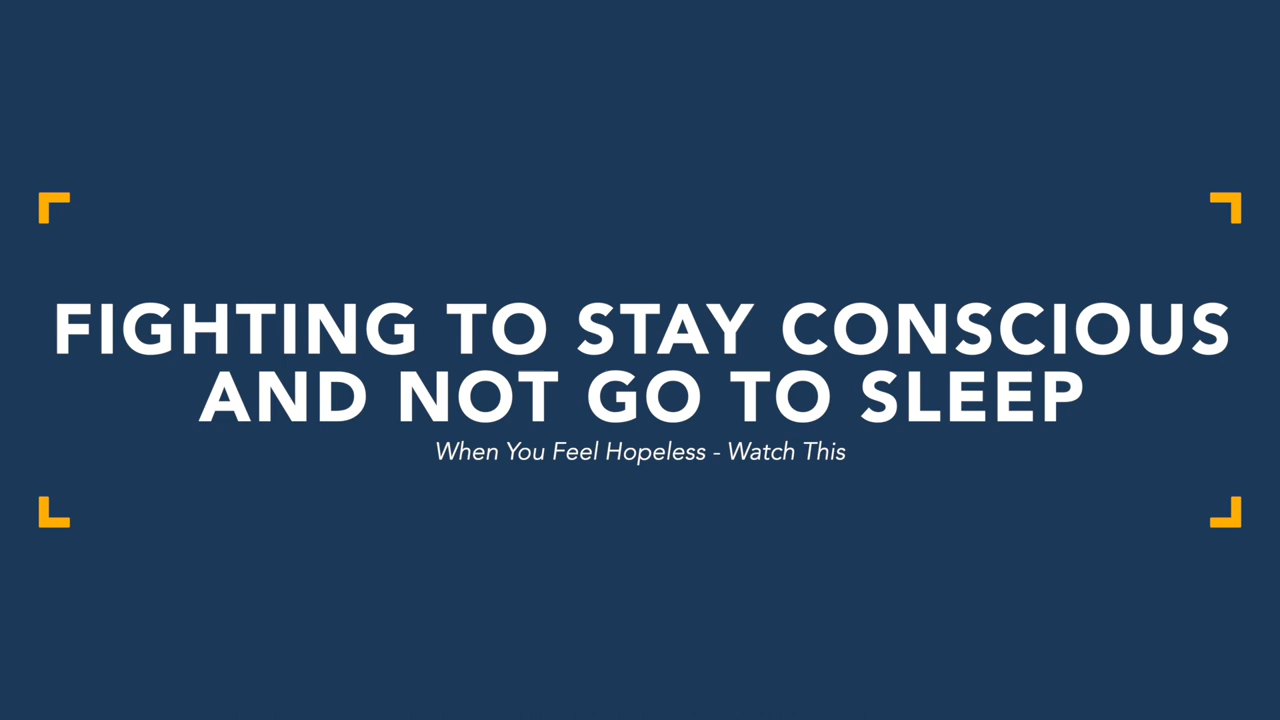 FIGHTING TO STAY CONSCIOUS
AND NOT GO TO SLEEP
When You Feel Hopeless - Watch This